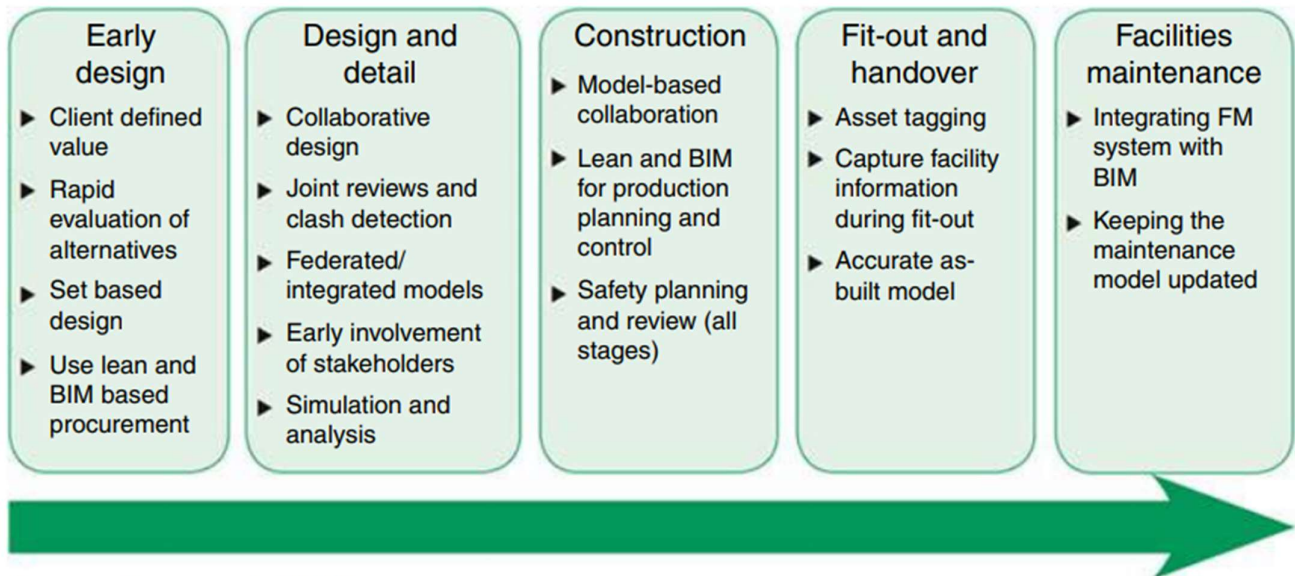 Early
design
► Client defined
value
► Rapid
evaluation of
alternatives
► Set based
design
► Use lean and
BIM based
procurement
Design and
detail
► Collaborative
design
► Joint reviews and
clash detection
► Federated/
integrated models
► Early involvement
of stakeholders
► Simulation and
analysis
Construction
► Model-based
collaboration
► Lean and BIM
for production
planning and
control
► Safety planning
and review (all
stages)
Fit-out and
handover
► Asset tagging
► Capture facility
information
during fit-out
► Accurate as-
built model
Facilities
maintenance
► Integrating FM
system with
BIM
► Keeping the
maintenance
model updated